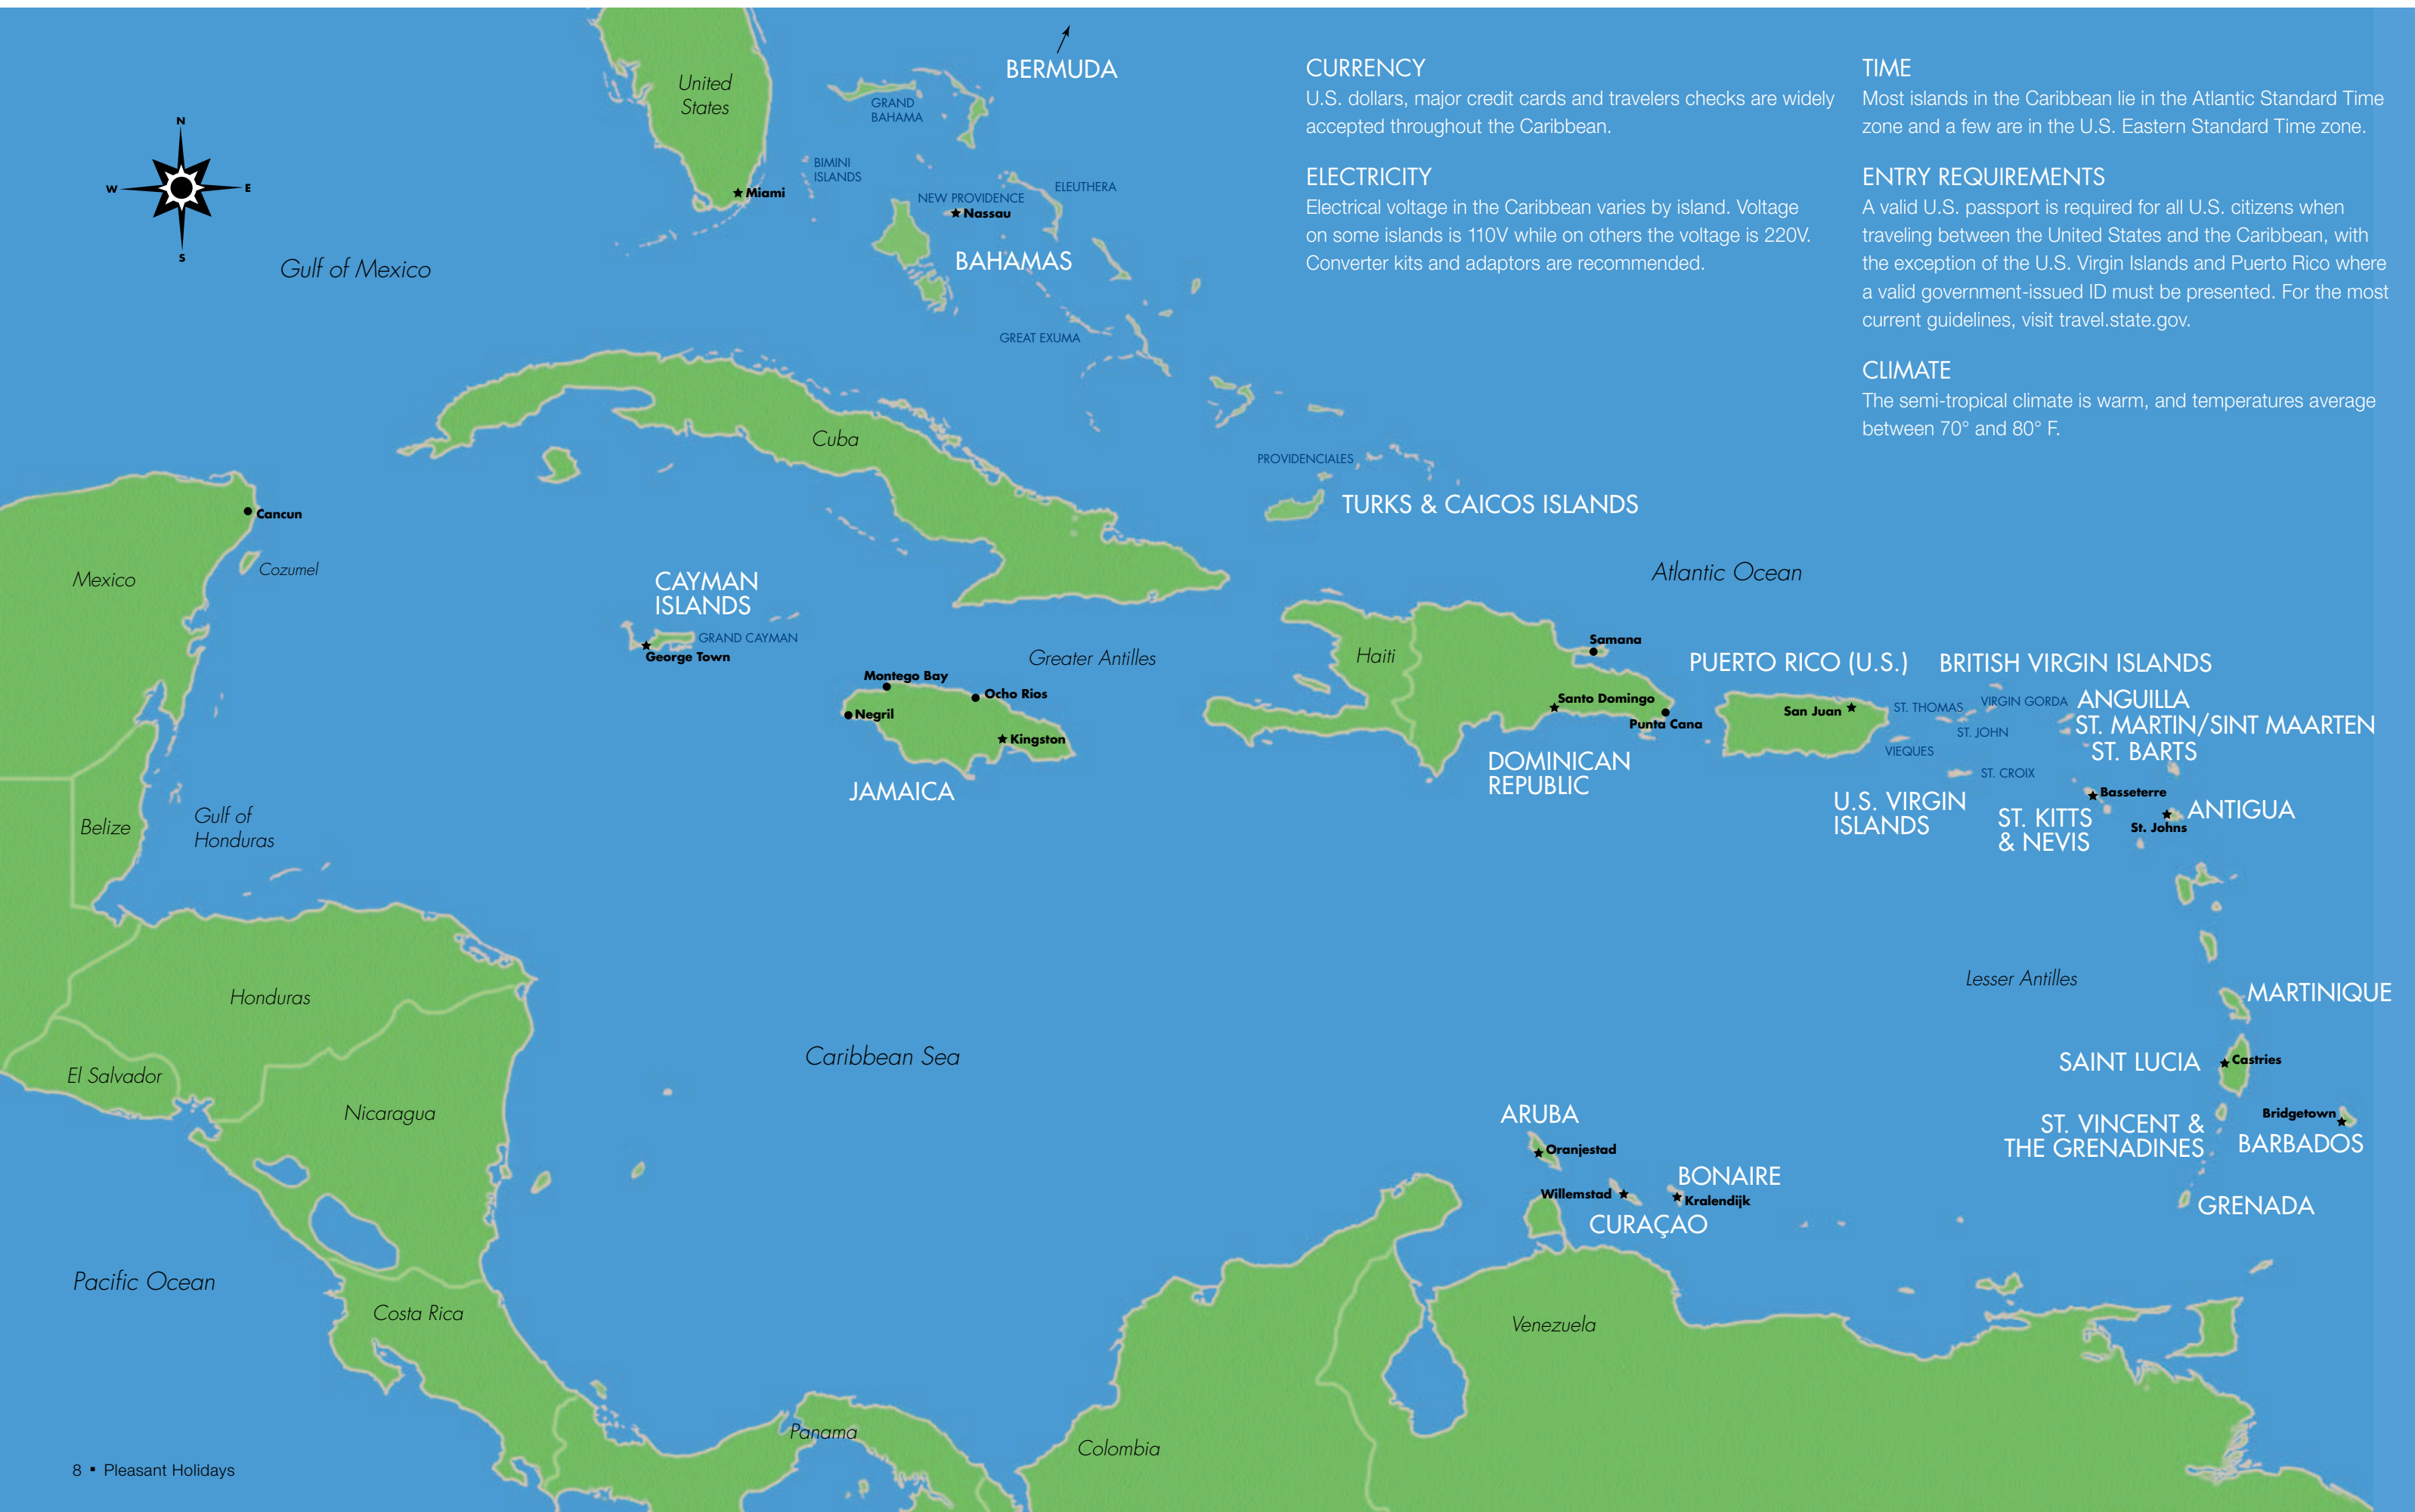 BERMUDA
United
States
GRAND
BAHAMA
BIMINI
ISLANDS
Miami
NEW PROVIDENCE
Nassau
ELEUTHERA
BAHAMAS
GREAT EXUMA
N
W
E
S
Gulf of Mexico
CURRENCY
U.S. dollars, major credit cards and travelers checks are widely
accepted throughout the Caribbean.
ELECTRICITY
Electrical voltage in the Caribbean varies by island. Voltage
on some islands is 110V while on others the voltage is 220V.
Converter kits and adaptors are recommended.
TIME
Most islands in the Caribbean lie in the Atlantic Standard Time
zone and a few are in the U.S. Eastern Standard Time zone.
ENTRY REQUIREMENTS
A valid U.S. passport is required for all U.S. citizens when
traveling between the United States and the Caribbean, with
the exception of the U.S. Virgin Islands and Puerto Rico where
a valid government-issued ID must be presented. For the most
current guidelines, visit travel.state.gov.
CLIMATE
The semi-tropical climate is warm, and temperatures average
between 70° and 80° F.
Cuba
PROVIDENCIALES
TURKS & CAICOS ISLANDS
Cancun
Cozumel
Mexico
CAYMAN
ISLANDS
GRAND CAYMAN
George Town
Atlantic Ocean
Greater Antilles
Montego Bay
Ocho Rios
Negril
Kingston
JAMAICA
Haiti
Samana
Santo Domingo
Punta Cana
DOMINICAN
REPUBLIC
PUERTO RICO (U.S.)
San Juan
BRITISH VIRGIN ISLANDS
ST. THOMAS
VIRGIN GORDA
ANGUILLA
ST. MARTIN/SINT MAARTEN
ST. JOHN
VIEQUES
ST. BARTS
ST. CROIX
U.S. VIRGIN
ISLANDS
Basseterre
ST. KITTS
& NEVIS
ANTIGUA
St. Johns
Belize
Gulf of
Honduras
Honduras
El Salvador
Nicaragua
Caribbean Sea
Lesser Antilles
MARTINIQUE
SAINT LUCIA
Castries
ST. VINCENT &
THE GRENADINES
Bridgetown
BARBADOS
GRENADA
ARUBA
Oranjestad
BONAIRE
Willemstad
Kralendijk
CURAÇAO
Pacific Ocean
Costa Rica
Venezuela
Panama
Colombia
8 ▪ Pleasant Holidays